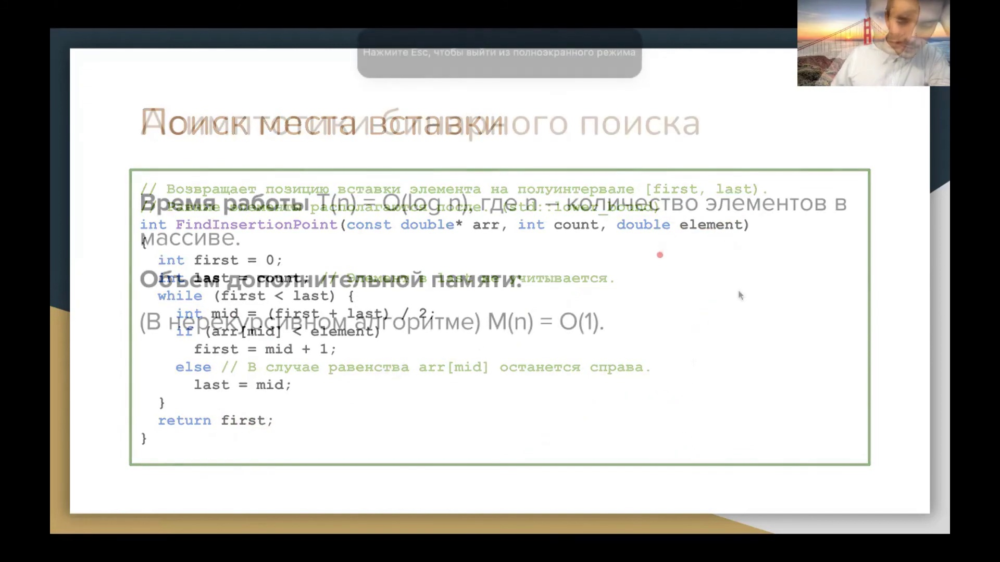 Нажмите Esc, чтобы выйти из полноэкранного режима
Поиск места вставки
Асимптотики бинарного поиска
// Возвращает позицию вставки элемента на полуинтервале [first, last).
// Равные элементы располагаются после. (std::lower_bound)
int FindInsertionPoint(const double* arr, int count, double element)
{
int first = 0;
int last = count; // Элемент в last не учитывается.
while (first < last) {
int mid = (first + last) / 2;
if (arr[mid] < element)
first = mid + 1;
else // В случае равенства arr[mid] останется справа.
last = mid;
}
return first;
}
Время работы T(n) = O(log n), где n – количество элементов в
массиве.
Объем дополнительной памяти:
(В нерекурсивном алгоритме) M(n) = O(1).